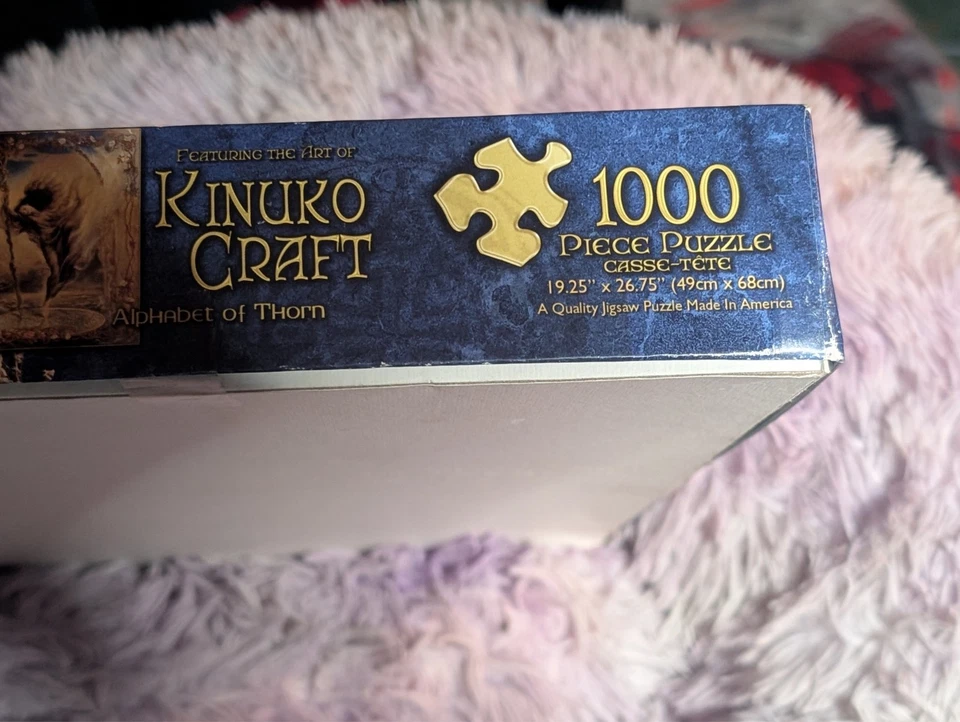 Featuring the Art of
Kinuko
Craft
Alphabet of Thorn
1000
Piece Puzzle
casse-tête
19.25" x 26.75" (49cm x 68cm)
A Quality Jigsaw Puzzle Made In America